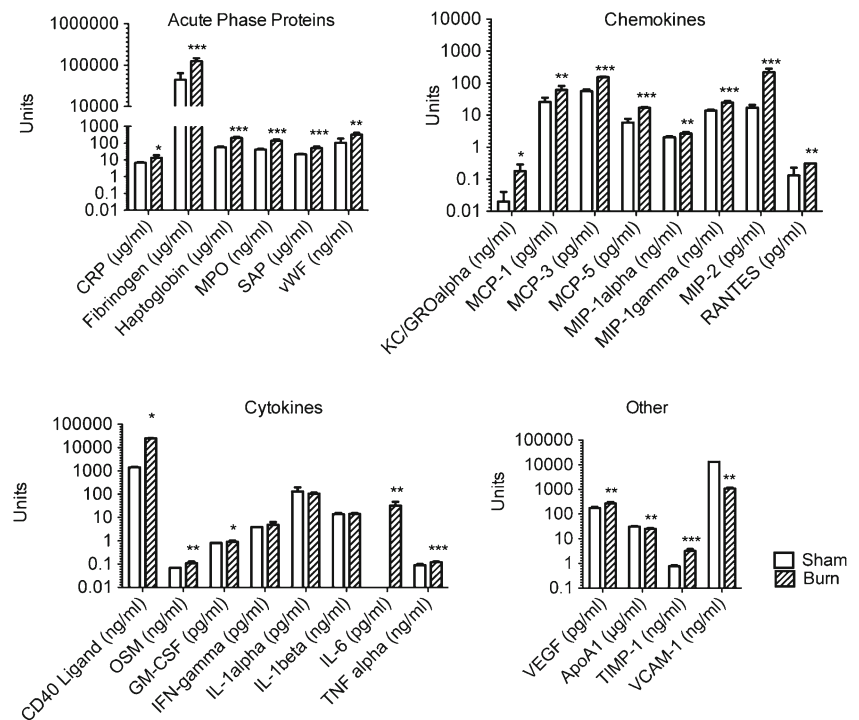 Acute Phase Proteins
Units
1000000
100000
10000
1000
100
10
1
0.1
0.01
*
***
***
***
***
**
CRP (µg/ml)
Fibrinogen (µg/ml)
Haptoglobin (µg/ml)
MPO (ng/ml)
SAP (µg/ml)
vWF (ng/ml)
Chemokines
Units
10000
1000
100
10
1
0.1
0.01
*
**
***
***
**
***
***
**
KC/GROalpha (ng/ml)
MCP-1 (pg/ml)
MCP-3 (pg/ml)
MCP-5 (pg/ml)
MIP-1alpha (ng/ml)
MIP-1gamma (ng/ml)
MIP-2 (pg/ml)
RANTES (pg/ml)
Cytokines
Units
100000
10000
1000
100
10
1
0.1
0.01
*
**
*
**
***
CD40 Ligand (ng/ml)
OSM (ng/ml)
GM-CSF (pg/ml)
IFN-gamma (pg/ml)
IL-1alpha (pg/ml)
IL-1beta (ng/ml)
IL-6 (pg/ml)
TNF alpha (ng/ml)
Other
Units
100000
10000
1000
100
10
1
0.1
**
**
***
**
VEGF (pg/ml)
ApoA1 (µg/ml)
TIMP-1 (ng/ml)
VCAM-1 (ng/ml)
Sham
Burn